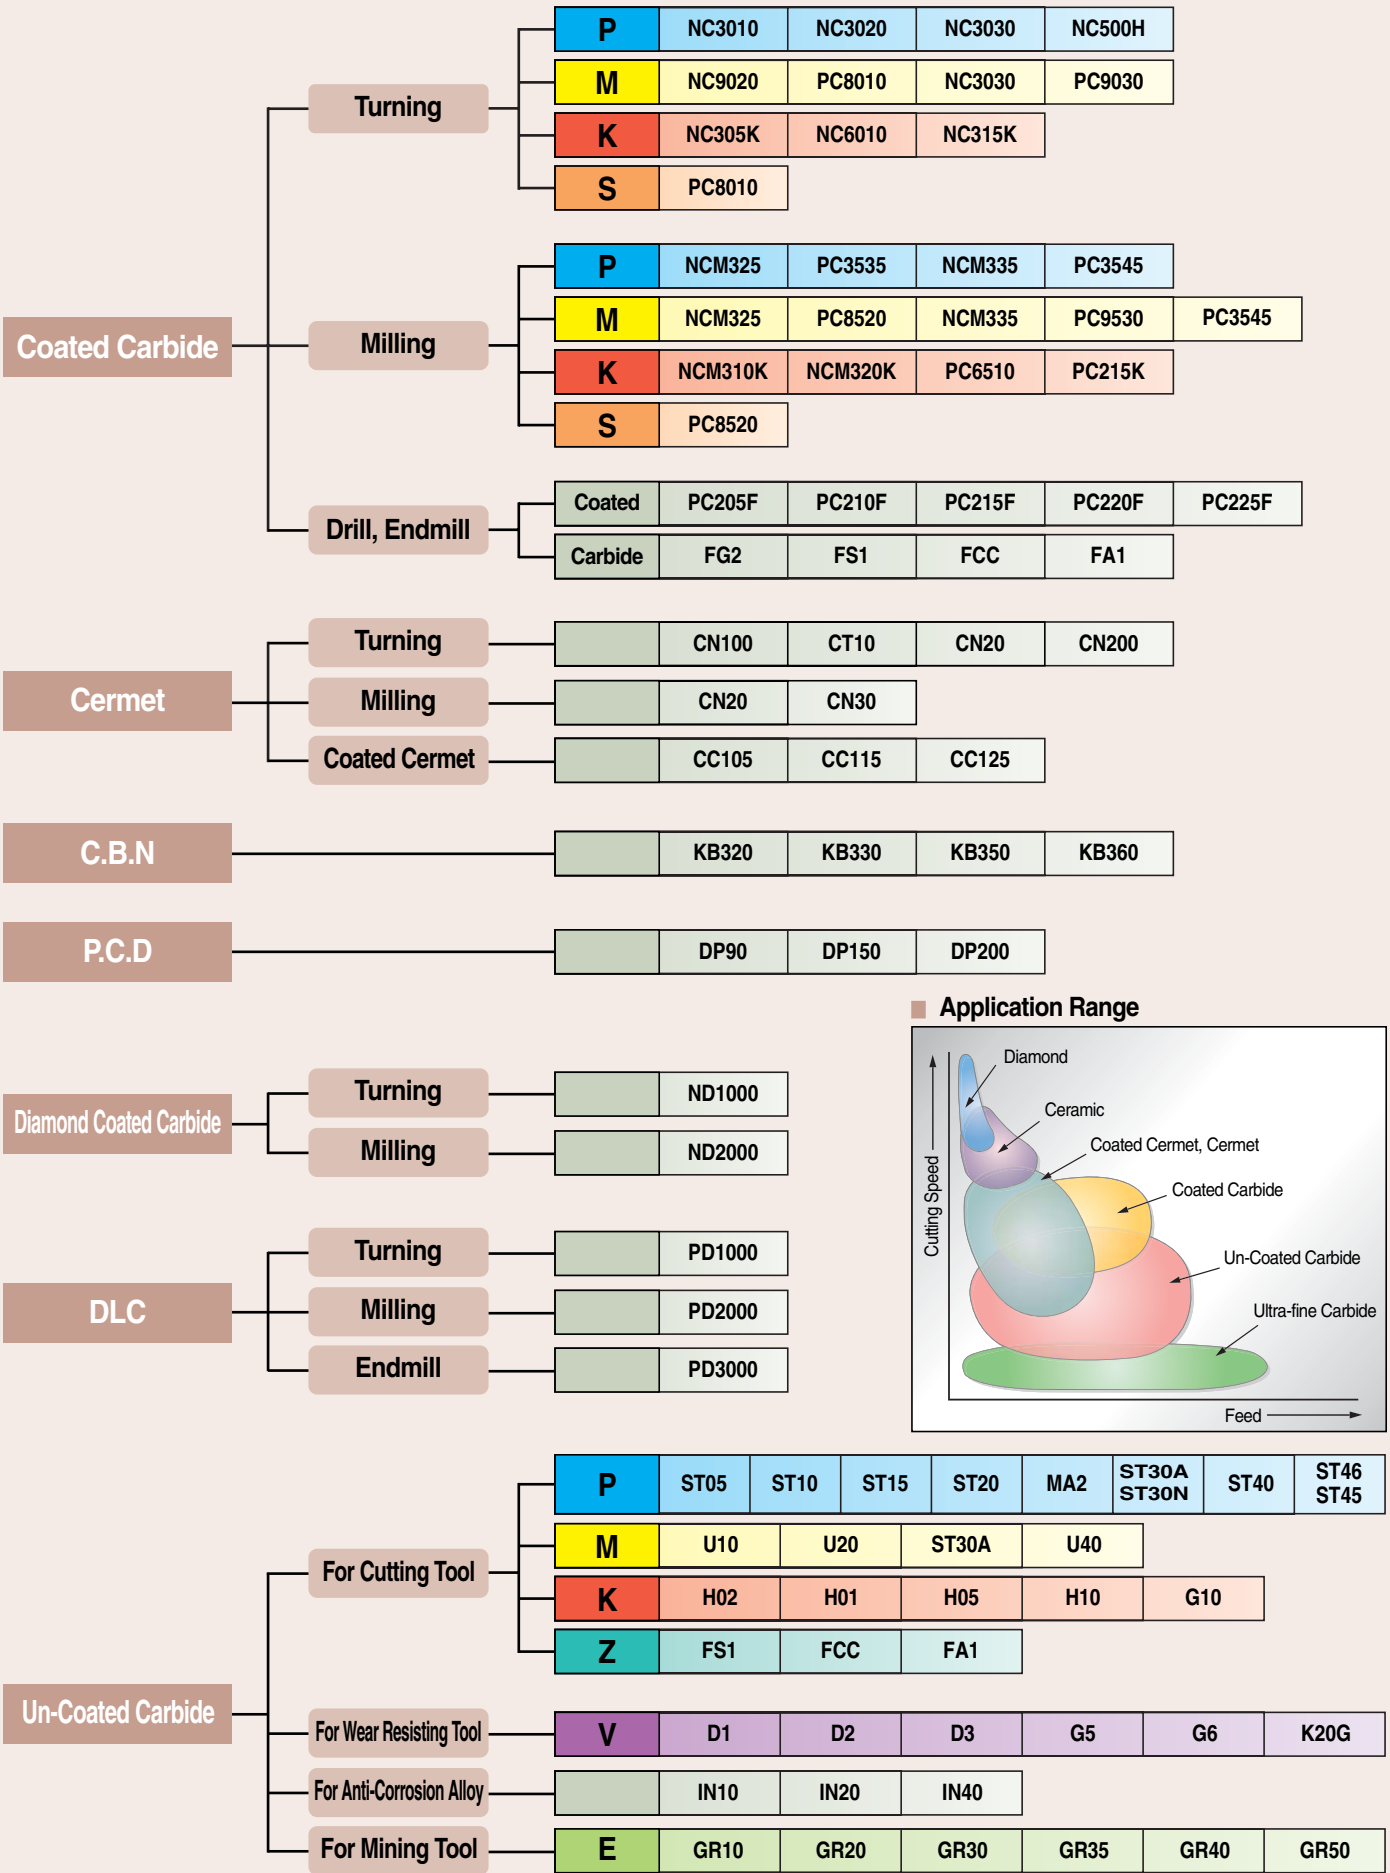 Coated Carbide
Turning
P NC3010 NC3020 NC3030 NC500H
M NC9020 PC8010 NC3030 PC9030
K NC305K NC6010 NC315K
S PC8010
Milling
P NCM325 PC3535 NCM335 PC3545
M NCM325 PC8520 NCM335 PC9530 PC3545
K NCM310K NCM320K PC6510 PC215K
S PC8520
Drill, Endmill
Coated PC205F PC210F PC215F PC220F PC225F
Carbide FG2 FS1 FCC FA1
Cermet
Turning CN100 CT10 CN20 CN200
Milling CN20 CN30
Coated Cermet CC105 CC115 CC125
C.B.N KB320 KB330 KB350 KB360
P.C.D DP90 DP150 DP200
Diamond Coated Carbide
Turning ND1000
Milling ND2000
DLC
Turning PD1000
Milling PD2000
Endmill PD3000
Application Range
Diamond
Ceramic
Coated Cermet, Cermet
Coated Carbide
Un-Coated Carbide
Ultra-fine Carbide
Cutting Speed
Feed
Un-Coated Carbide
For Cutting Tool
P ST05 ST10 ST15 ST20 MA2 ST30A ST30N ST40 ST46 ST45
M U10 U20 ST30A U40
K H02 H01 H05 H10 G10
Z FS1 FCC FA1
For Wear Resisting Tool V D1 D2 D3 G5 G6 K20G
For Anti-Corrosion Alloy IN10 IN20 IN40
For Mining Tool E GR10 GR20 GR30 GR35 GR40 GR50